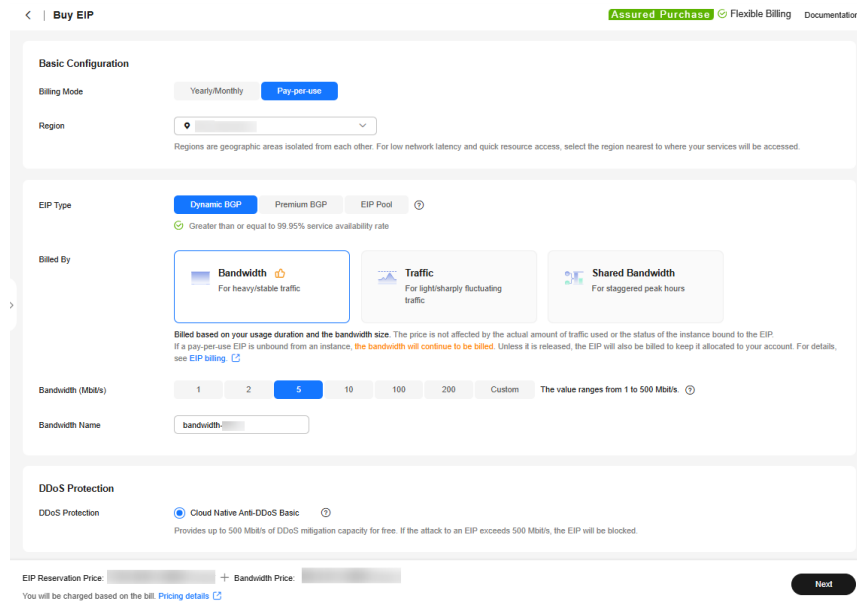 Buy EIP
Assured Purchase Flexible Billing Documentation
Basic Configuration
Billing Mode
Yearly/Monthly
Pay-per-use
Region
Regions are geographic areas isolated from each other. For low network latency and quick resource access, select the region nearest to where your services will be accessed.
EIP Type
Dynamic BGP
Premium BGP
EIP Pool
Greater than or equal to 99.95% service availability rate
Billed By
Bandwidth
For heavy/stable traffic
Traffic
For light/sharply fluctuating
traffic
Shared Bandwidth
For staggered peak hours
Billed based on your usage duration and the bandwidth size. The price is not affected by the actual amount of traffic used or the status of the instance bound to the EIP.
If a pay-per-use EIP is unbound from an instance, the bandwidth will continue to be billed. Unless it is released, the EIP will also be billed to keep it allocated to your account. For details,
see EIP billing.
Bandwidth (Mbit/s)
1
2
5
10
100
200
Custom
The value ranges from 1 to 500 Mbit/s.
Bandwidth Name
bandwidth-
DDoS Protection
DDoS Protection
Cloud Native Anti-DDoS Basic
Provides up to 500 Mbit/s of DDoS mitigation capacity for free. If the attack to an EIP exceeds 500 Mbit/s, the EIP will be blocked.
EIP Reservation Price: + Bandwidth Price:
You will be charged based on the bill. Pricing details
Next